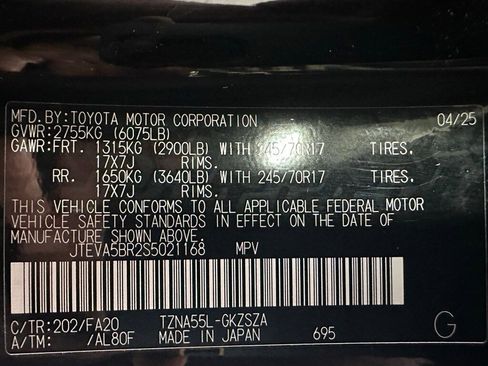 MFD.BY:TOYOTA MOTOR CORPORATION 04/25
GVWR:2755KG (6075LB)
GAWR:FRT. 1315KG (2900LB) WITH 245/70R17 TIRES.
17X7J RIMS.
RR. 1650KG (3640LB) WITH 245/70R17 TIRES.
17X7J RIMS.
THIS VEHICLE CONFORMS TO ALL APPLICABLE FEDERAL MOTOR
VEHICLE SAFETY STANDARDS IN EFFECT ON THE DATE OF
MANUFACTURE SHOWN ABOVE.
JTEVA5BR2S5021168 MPV
C/TR:202/FA20 TZNA55L-GKZSZA
A/TM: /AL80F MADE IN JAPAN 695 G